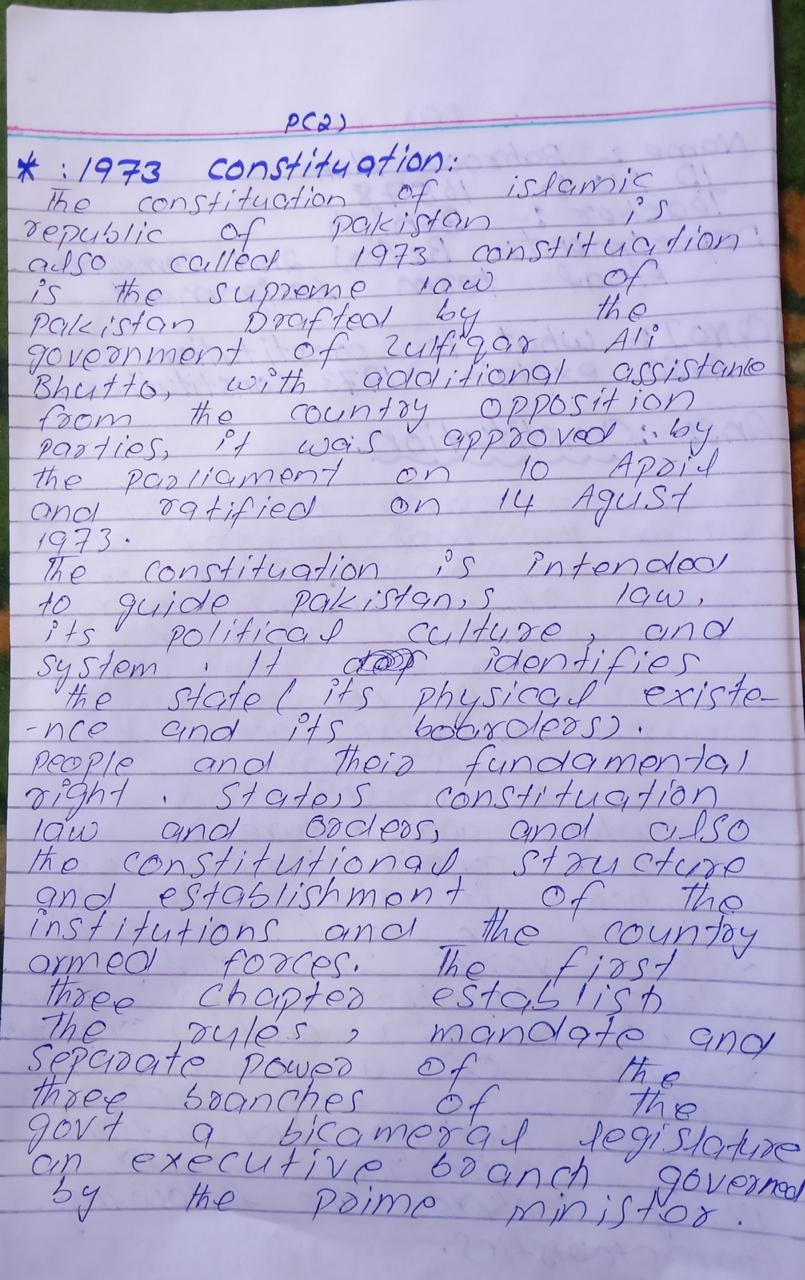 P(2)
* : 1973 constituation:
The constituation of islamic
republic of pakistan is
also called 1973 constituation
is the supreme law of
pakistan Drafted by the
government of zulfiqar Ali
Bhutto, with additional assistance
from the country opposition
parties, it was approved by
the parliament on 10 April
and ratified on 14 Agust
1973.
The constituation is intended
to guide pakistan,s law,
its political culture, and
system. It identifies
the state( its physical existe-
-nce and its boarders).
people and their fundamental
right. State,s constituation
law and orders, and also
the constitutional structure
and establishment of the
institutions and the country
armed forces. The first
three chapter establish
the rules, mandate and
separate power of the
three branches of the
govt a bicameral legislature
an executive branch governed
by the prime minister.